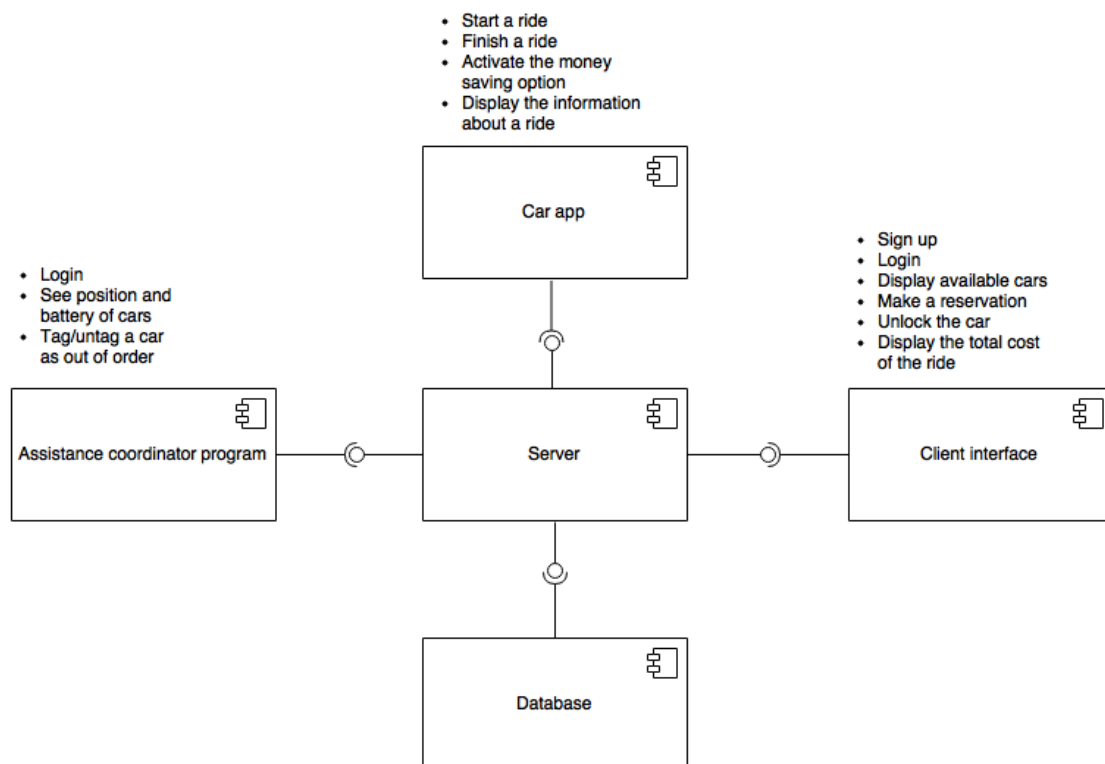 • Start a ride
• Finish a ride
• Activate the money
saving option
• Display the information
about a ride
Car app
• Login
• See position and
battery of cars
• Tag/untag a car
as out of order
• Sign up
• Login
• Display available cars
• Make a reservation
• Unlock the car
• Display the total cost
of the ride
Assistance coordinator program
Server
Client interface
Database